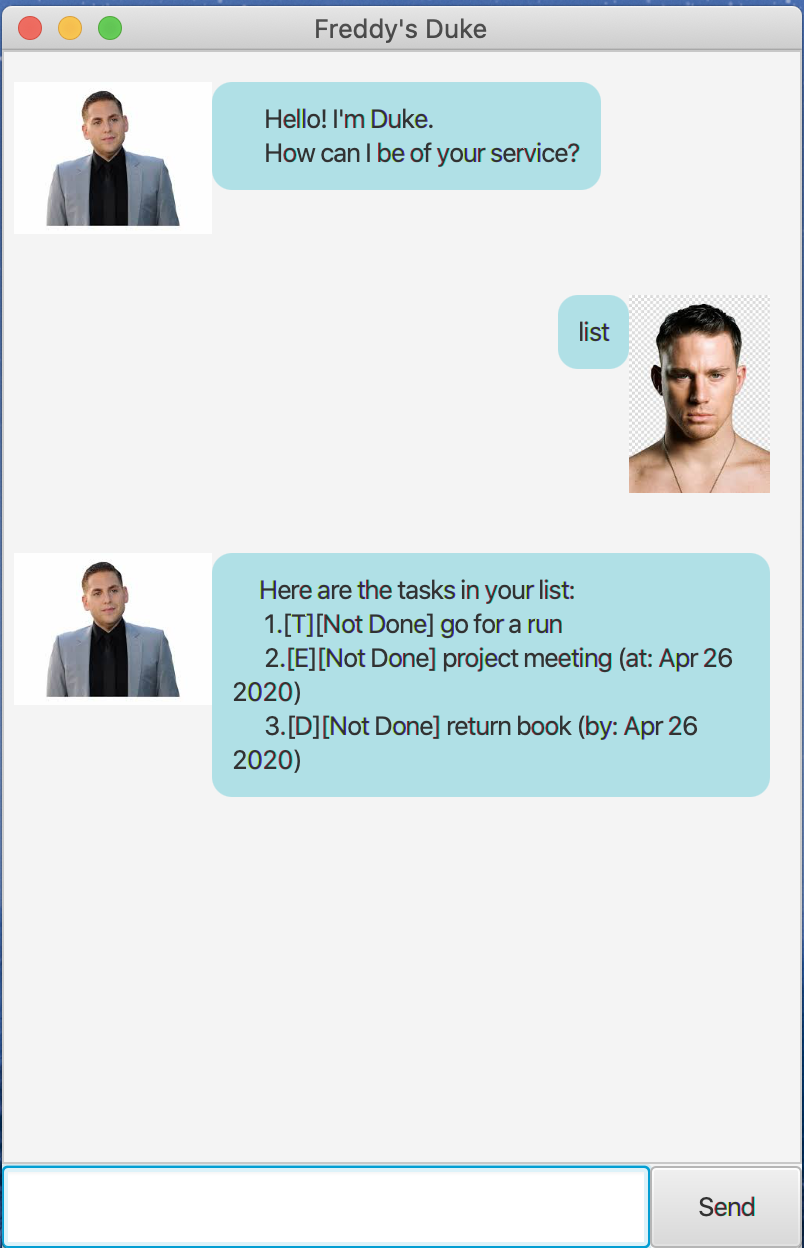 Freddy's Duke
Hello! I'm Duke.
How can I be of your service?
list
Here are the tasks in your list:
1.[T][Not Done] go for a run
2.[E][Not Done] project meeting (at: Apr 26
2020)
3.[D][Not Done] return book (by: Apr 26
2020)
Send